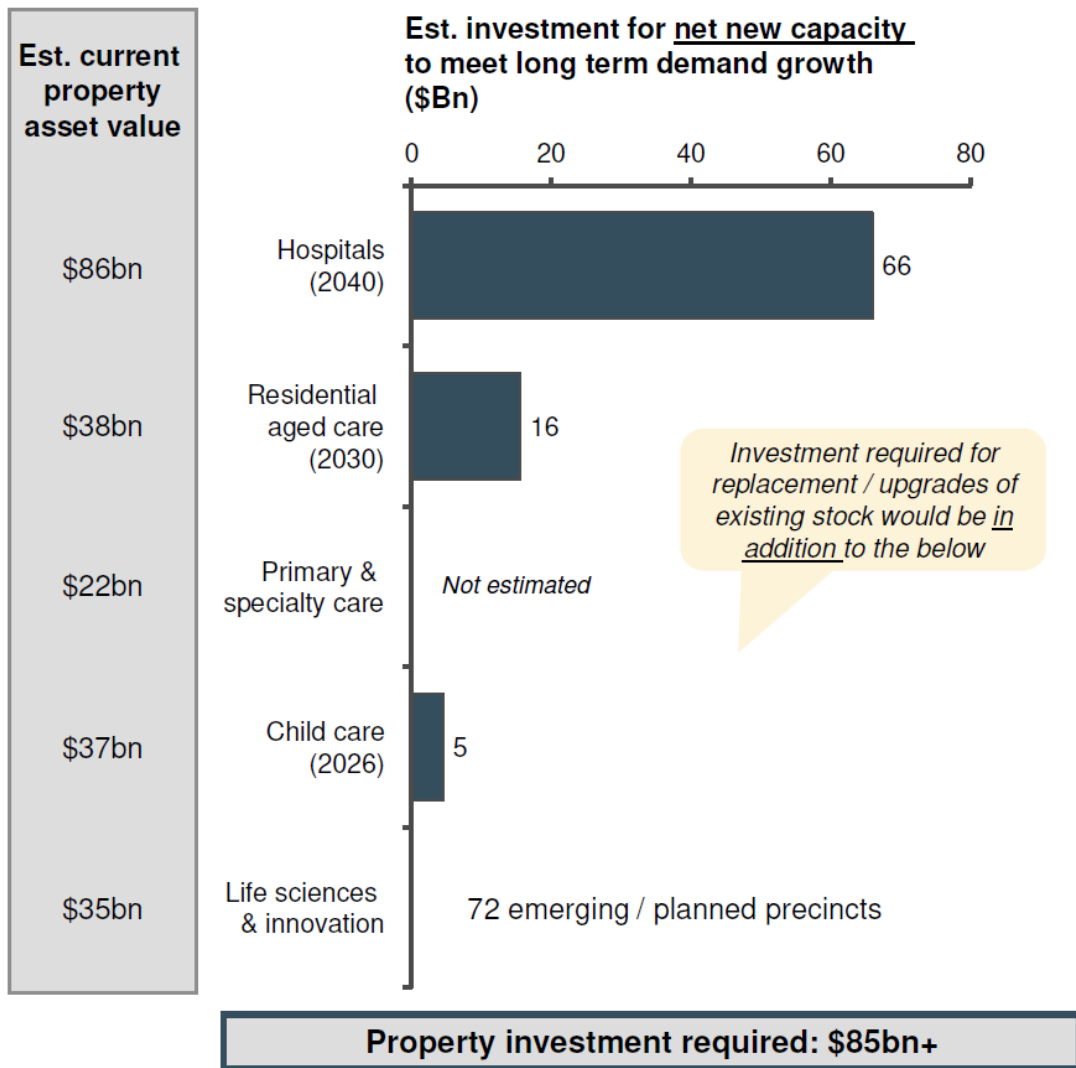 Est. current
property
asset value
$86bn
$38bn
$22bn
$37bn
$35bn
Est. investment for net new capacity
to meet long term demand growth
($Bn)
0 20 40 60 80
Hospitals
(2040)
66
Residential
aged care
(2030)
16
Investment required for
replacement / upgrades of
existing stock would be in
addition to the below
Primary &
specialty care
Not estimated
Child care
(2026)
5
Life sciences
& innovation
72 emerging / planned precincts
Property investment required: $85bn+